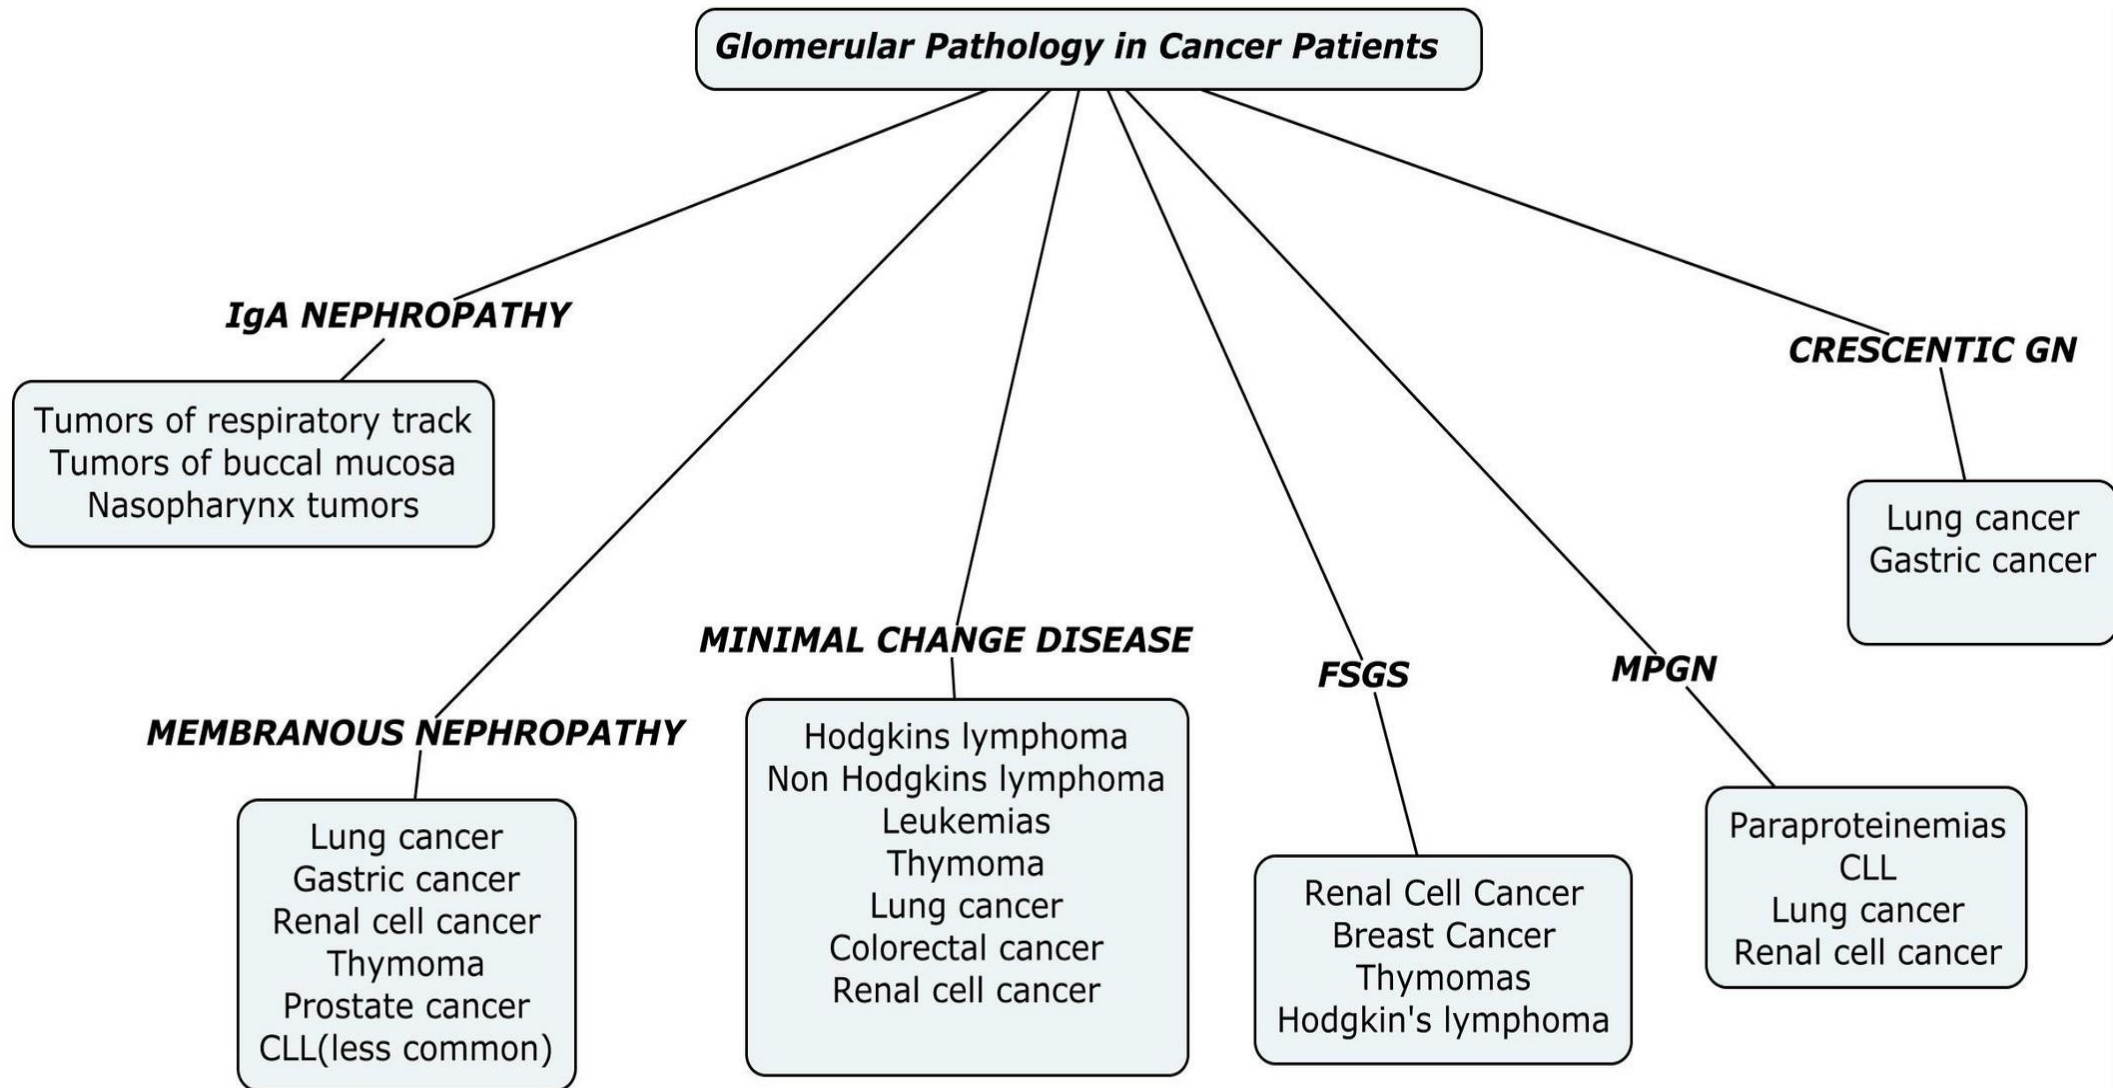 Glomerular Pathology in Cancer Patients
IgA NEPHROPATHY
Tumors of respiratory track
Tumors of buccal mucosa
Nasopharynx tumors
MEMBRANOUS NEPHROPATHY
Lung cancer
Gastric cancer
Renal cell cancer
Thymoma
Prostate cancer
CLL(less common)
MINIMAL CHANGE DISEASE
Hodgkins lymphoma
Non Hodgkins lymphoma
Leukemias
Thymoma
Lung cancer
Colorectal cancer
Renal cell cancer
FSGS
Renal Cell Cancer
Breast Cancer
Thymomas
Hodgkin's lymphoma
MPGN
Paraproteinemias
CLL
Lung cancer
Renal cell cancer
CRESCENTIC GN
Lung cancer
Gastric cancer